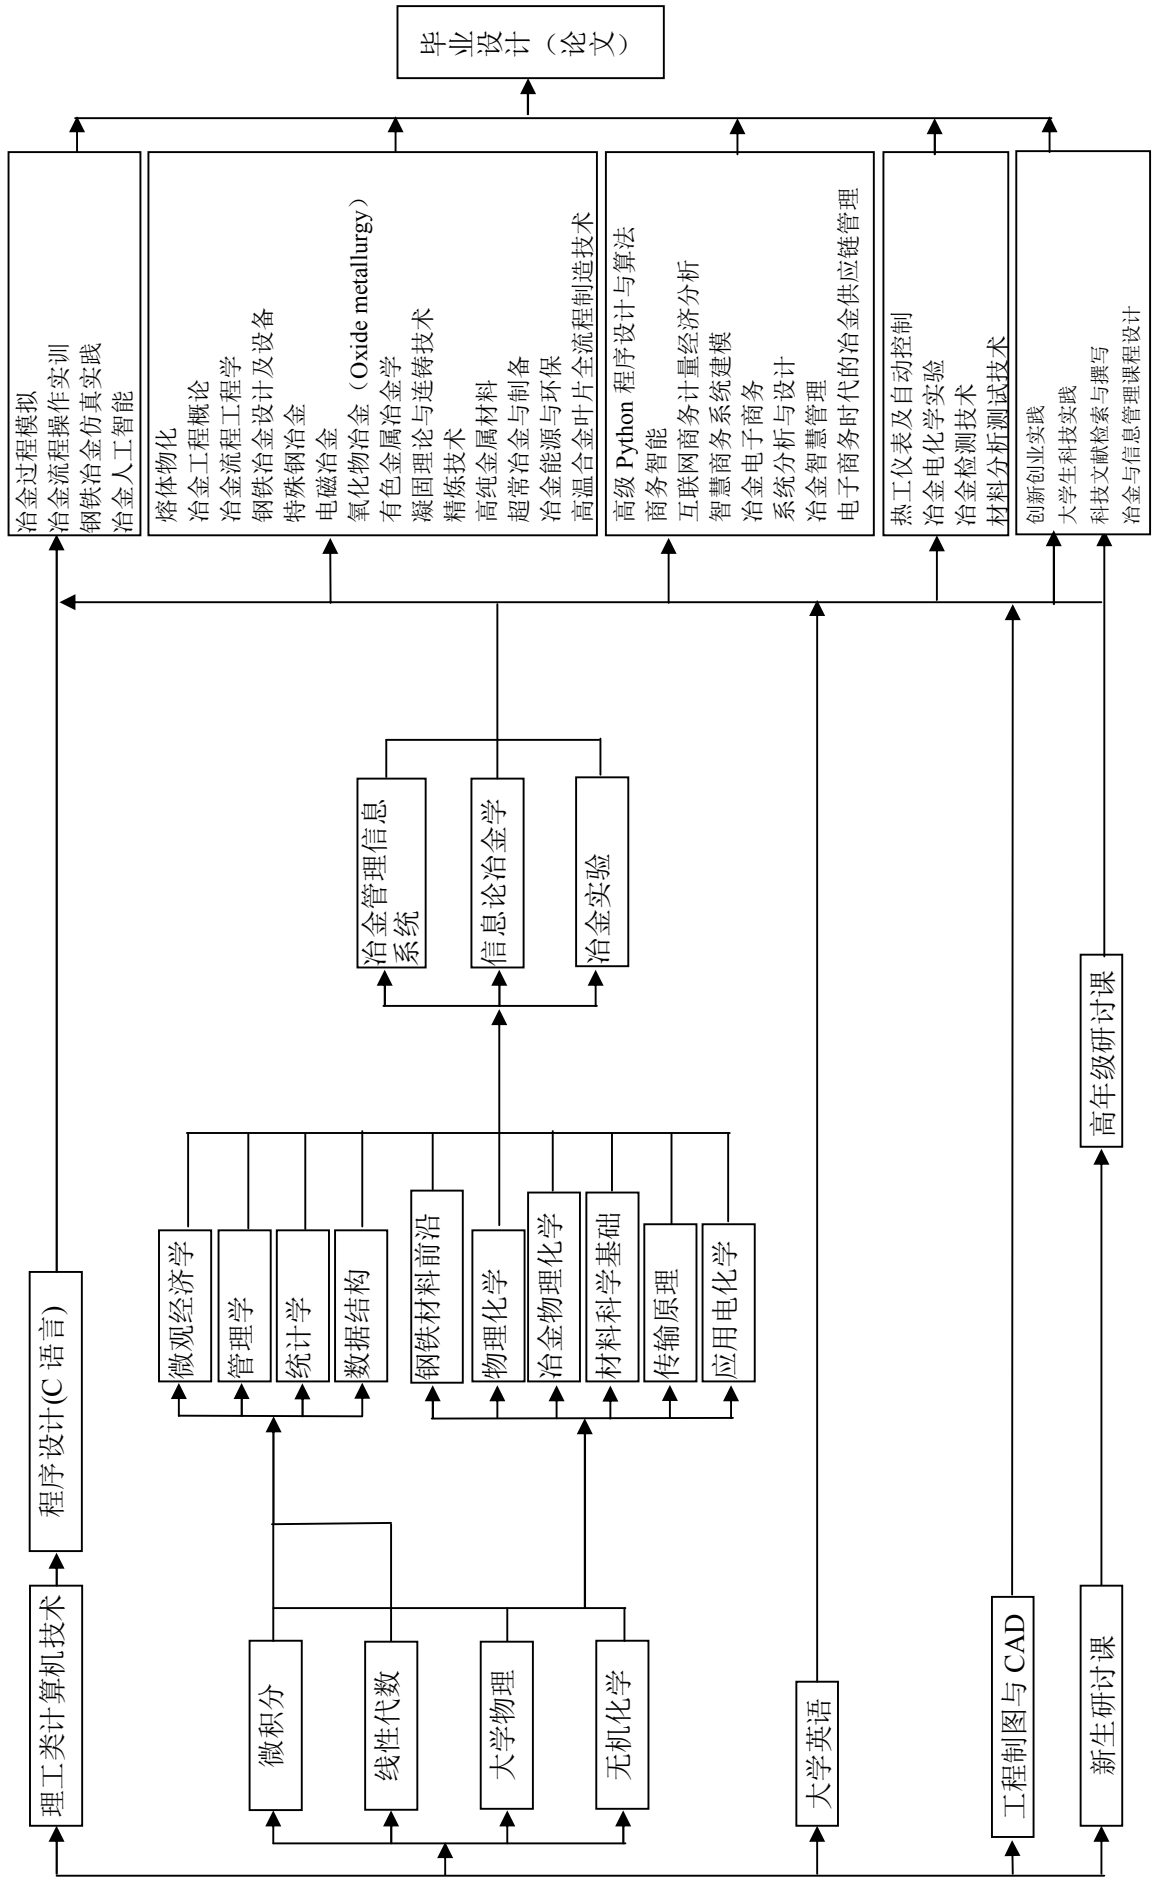 理工类计算机技术
程序设计(C 语言)
微积分
线性代数
大学物理
无机化学
大学英语
工程制图与 CAD
新生研讨课
高年级研讨课
微观经济学
管理学
统计学
数据结构
钢铁材料前沿
物理化学
冶金物理化学
材料科学基础
传输原理
应用电化学
冶金管理信息
系统
信息论冶金学
冶金实验
冶金过程模拟
冶金流程操作实训
钢铁冶金仿真实践
冶金人工智能
熔体物化
冶金工程概论
冶金流程工程学
钢铁冶金设计及设备
特殊钢冶金
电磁冶金
氧化物冶金（Oxide metallurgy）
有色金属冶金学
凝固理论与连铸技术
精炼技术
高纯金属材料
超常冶金与制备
冶金能源与环保
高温合金叶片全流程制造技术
高级 Python 程序设计与算法
商务智能
互联网商务计量经济分析
智慧商务系统建模
冶金电子商务
系统分析与设计
冶金智慧管理
电子商务时代的冶金供应链管理
热工仪表及自动控制
冶金电化学实验
冶金检测技术
材料分析测试技术
创新创业实践
大学生科技实践
科技文献检索与撰写
冶金与信息管理课程设计
毕业设计（论文）